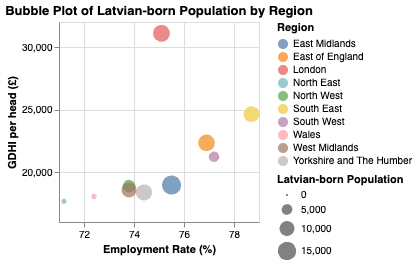 Bubble Plot of Latvian-born Population by Region
GDHI per head (£)
30,000
25,000
20,000
72 74 76 78
Employment Rate (%)
Region
East Midlands
East of England
London
North East
North West
South East
South West
Wales
West Midlands
Yorkshire and The Humber
Latvian-born Population
0
5,000
10,000
15,000